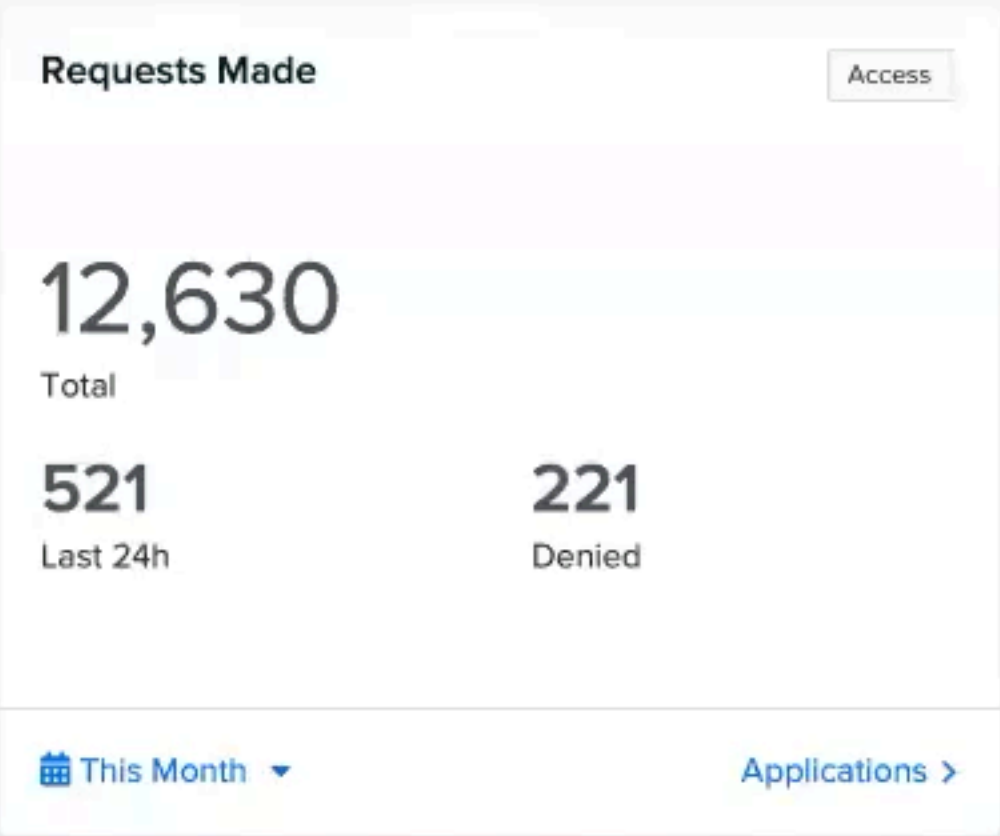 Requests Made
Access
12,630
Total
521
221
Last 24h
Denied
This Month
Applications